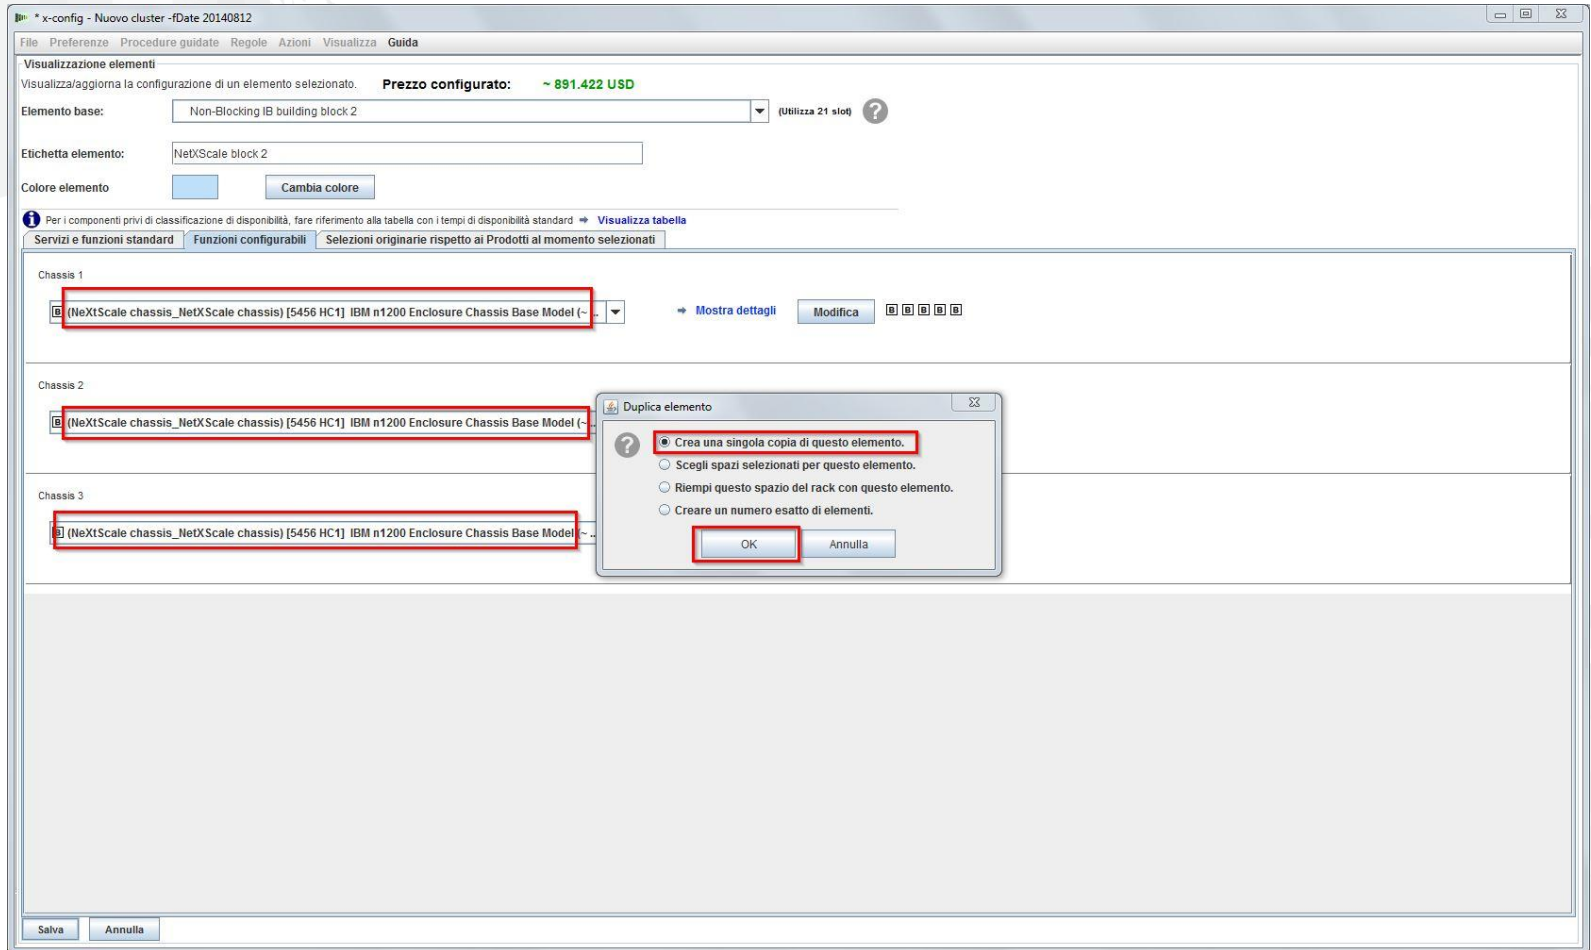 * x-config - Nuovo cluster -fDate 20140812
File Preferenze Procedure guidate Regole Azioni Visualizza Guida
Visualizzazione elementi
Visualizza/aggiorna la configurazione di un elemento selezionato. Prezzo configurato: ~ 891.422 USD
Elemento base: Non-Blocking IB building block 2 (Utilizza 21 slot) ?
Etichetta elemento: NetXScale block 2
Colore elemento Cambia colore
i Per i componenti privi di classificazione di disponibilità, fare riferimento alla tabella con i tempi di disponibilità standard ➡ Visualizza tabella
Servizi e funzioni standard Funzioni configurabili Selezioni originarie rispetto ai Prodotti al momento selezionati
Chassis 1
B (NeXtScale chassis_NetXScale chassis) [5456 HC1] IBM n1200 Enclosure Chassis Base Model (~ ... ➡ Mostra dettagli Modifica B B B B B
Chassis 2
B (NeXtScale chassis_NetXScale chassis) [5456 HC1] IBM n1200 Enclosure Chassis Base Model (~ ...
Chassis 3
B (NeXtScale chassis_NetXScale chassis) [5456 HC1] IBM n1200 Enclosure Chassis Base Model (~ ...
Duplica elemento
? Crea una singola copia di questo elemento.
Scegli spazi selezionati per questo elemento.
Riempi questo spazio del rack con questo elemento.
Creare un numero esatto di elementi.
OK Annulla
Salva Annulla